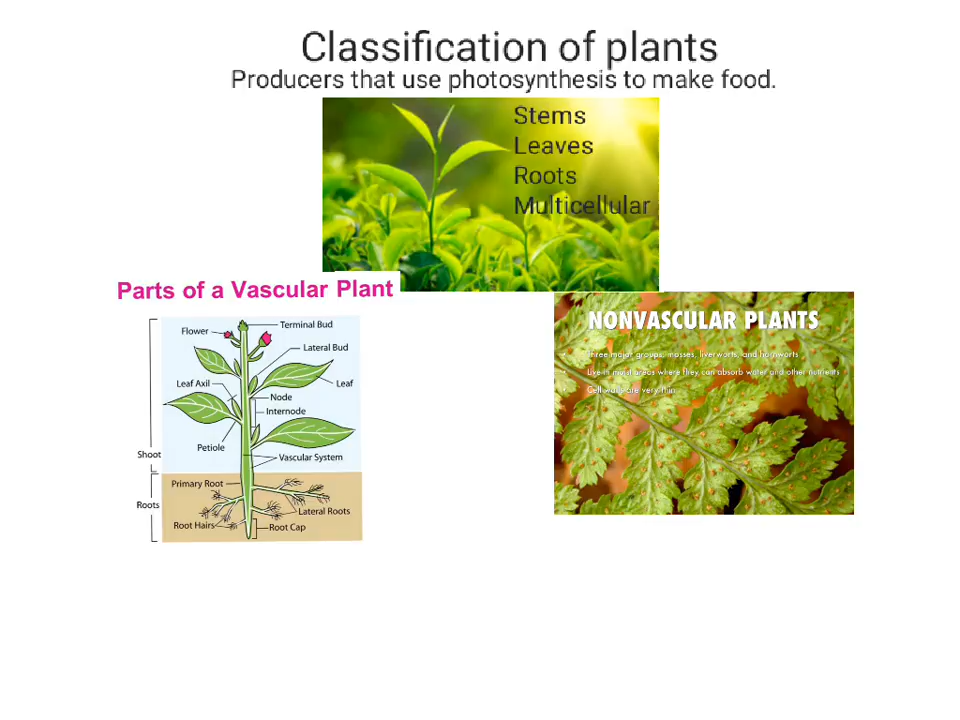 Classification of plants
Producers that use photosynthesis to make food.
Stems
Leaves
Roots
Multicellular
Parts of a Vascular Plant
Flower
Terminal Bud
Lateral Bud
Leaf Axil
Leaf
Node
Internode
Petiole
Vascular System
Shoot
Primary Root
Roots
Lateral Roots
Root Hairs
Root Cap
NONVASCULAR PLANTS
Three major groups: mosses, liverworts, and hornworts
Live in moist areas where they can absorb water and other nutrients
Cell walls are very thin